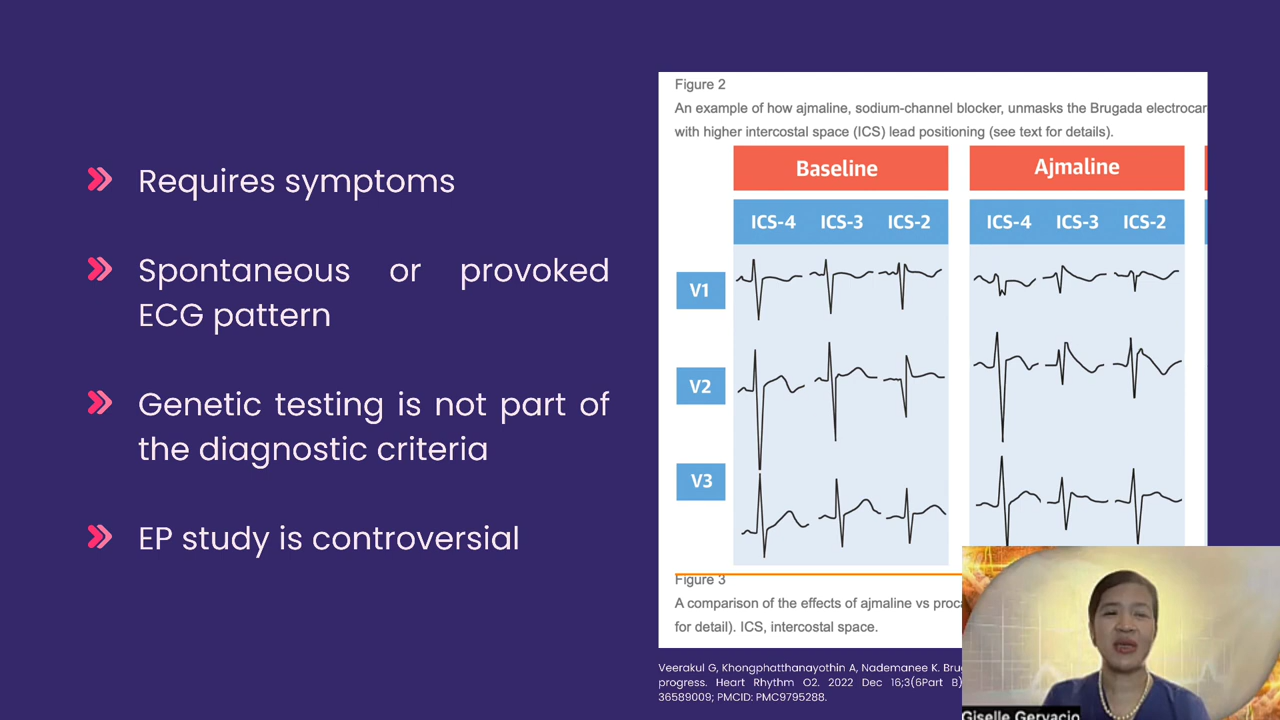 Requires symptoms
Spontaneous or provoked
ECG pattern
Genetic testing is not part of
the diagnostic criteria
EP study is controversial
Figure 2
An example of how ajmaline, sodium-channel blocker, unmasks the Brugada electrocar
with higher intercostal space (ICS) lead positioning (see text for details).
Baseline
Ajmaline
ICS-4 ICS-3 ICS-2
ICS-4 ICS-3 ICS-2
V1
V2
V3
Figure 3
A comparison of the effects of ajmaline vs proc
for detail). ICS, intercostal space.
Veerakul G, Khongphatthanayothin A, Nademanee K. Bru
progress. Heart Rhythm O2. 2022 Dec 16;3(6Part B)
36589009; PMCID: PMC9795288.
Giselle Gervacio